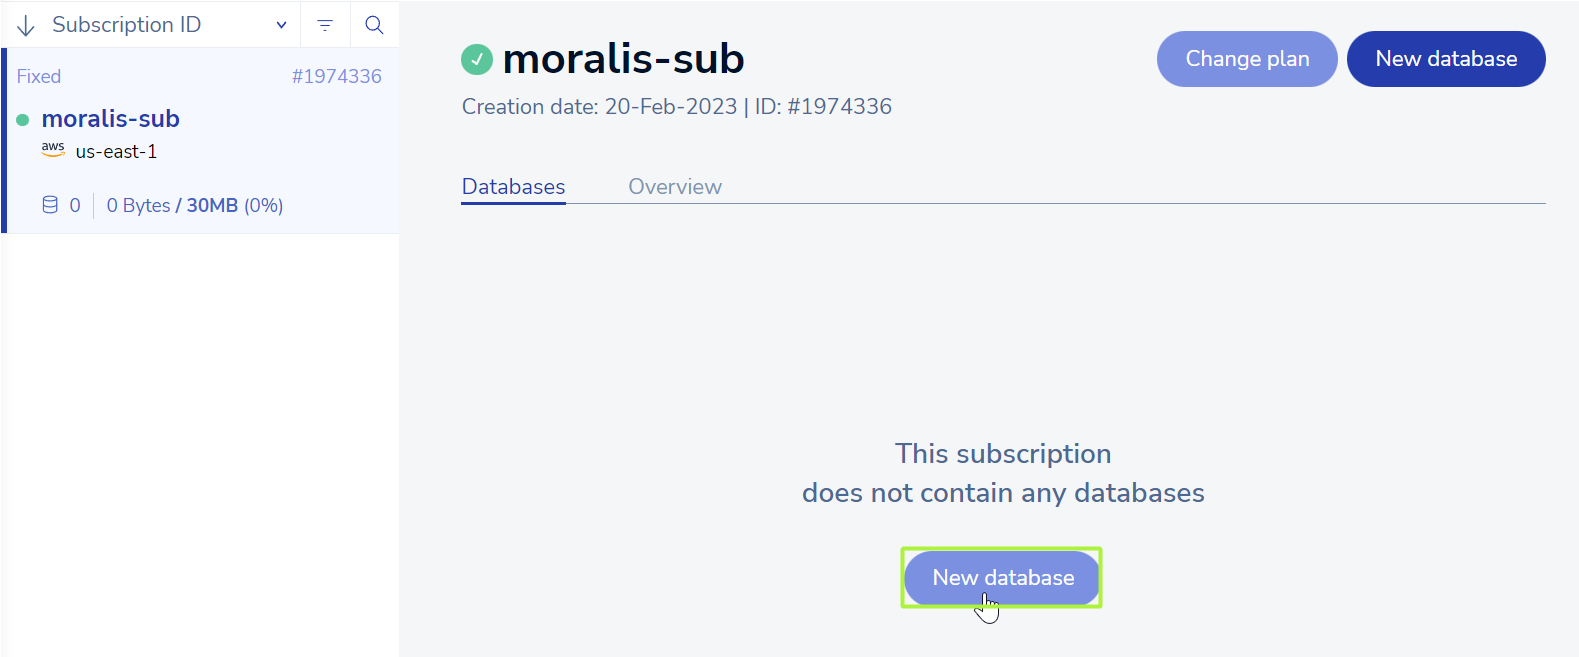 Subscription ID
Fixed #1974336
moralis-sub
aws us-east-1
0 0 Bytes / 30MB (0%)
moralis-sub
Change plan
New database
Creation date: 20-Feb-2023 | ID: #1974336
Databases Overview
This subscription
does not contain any databases
New database